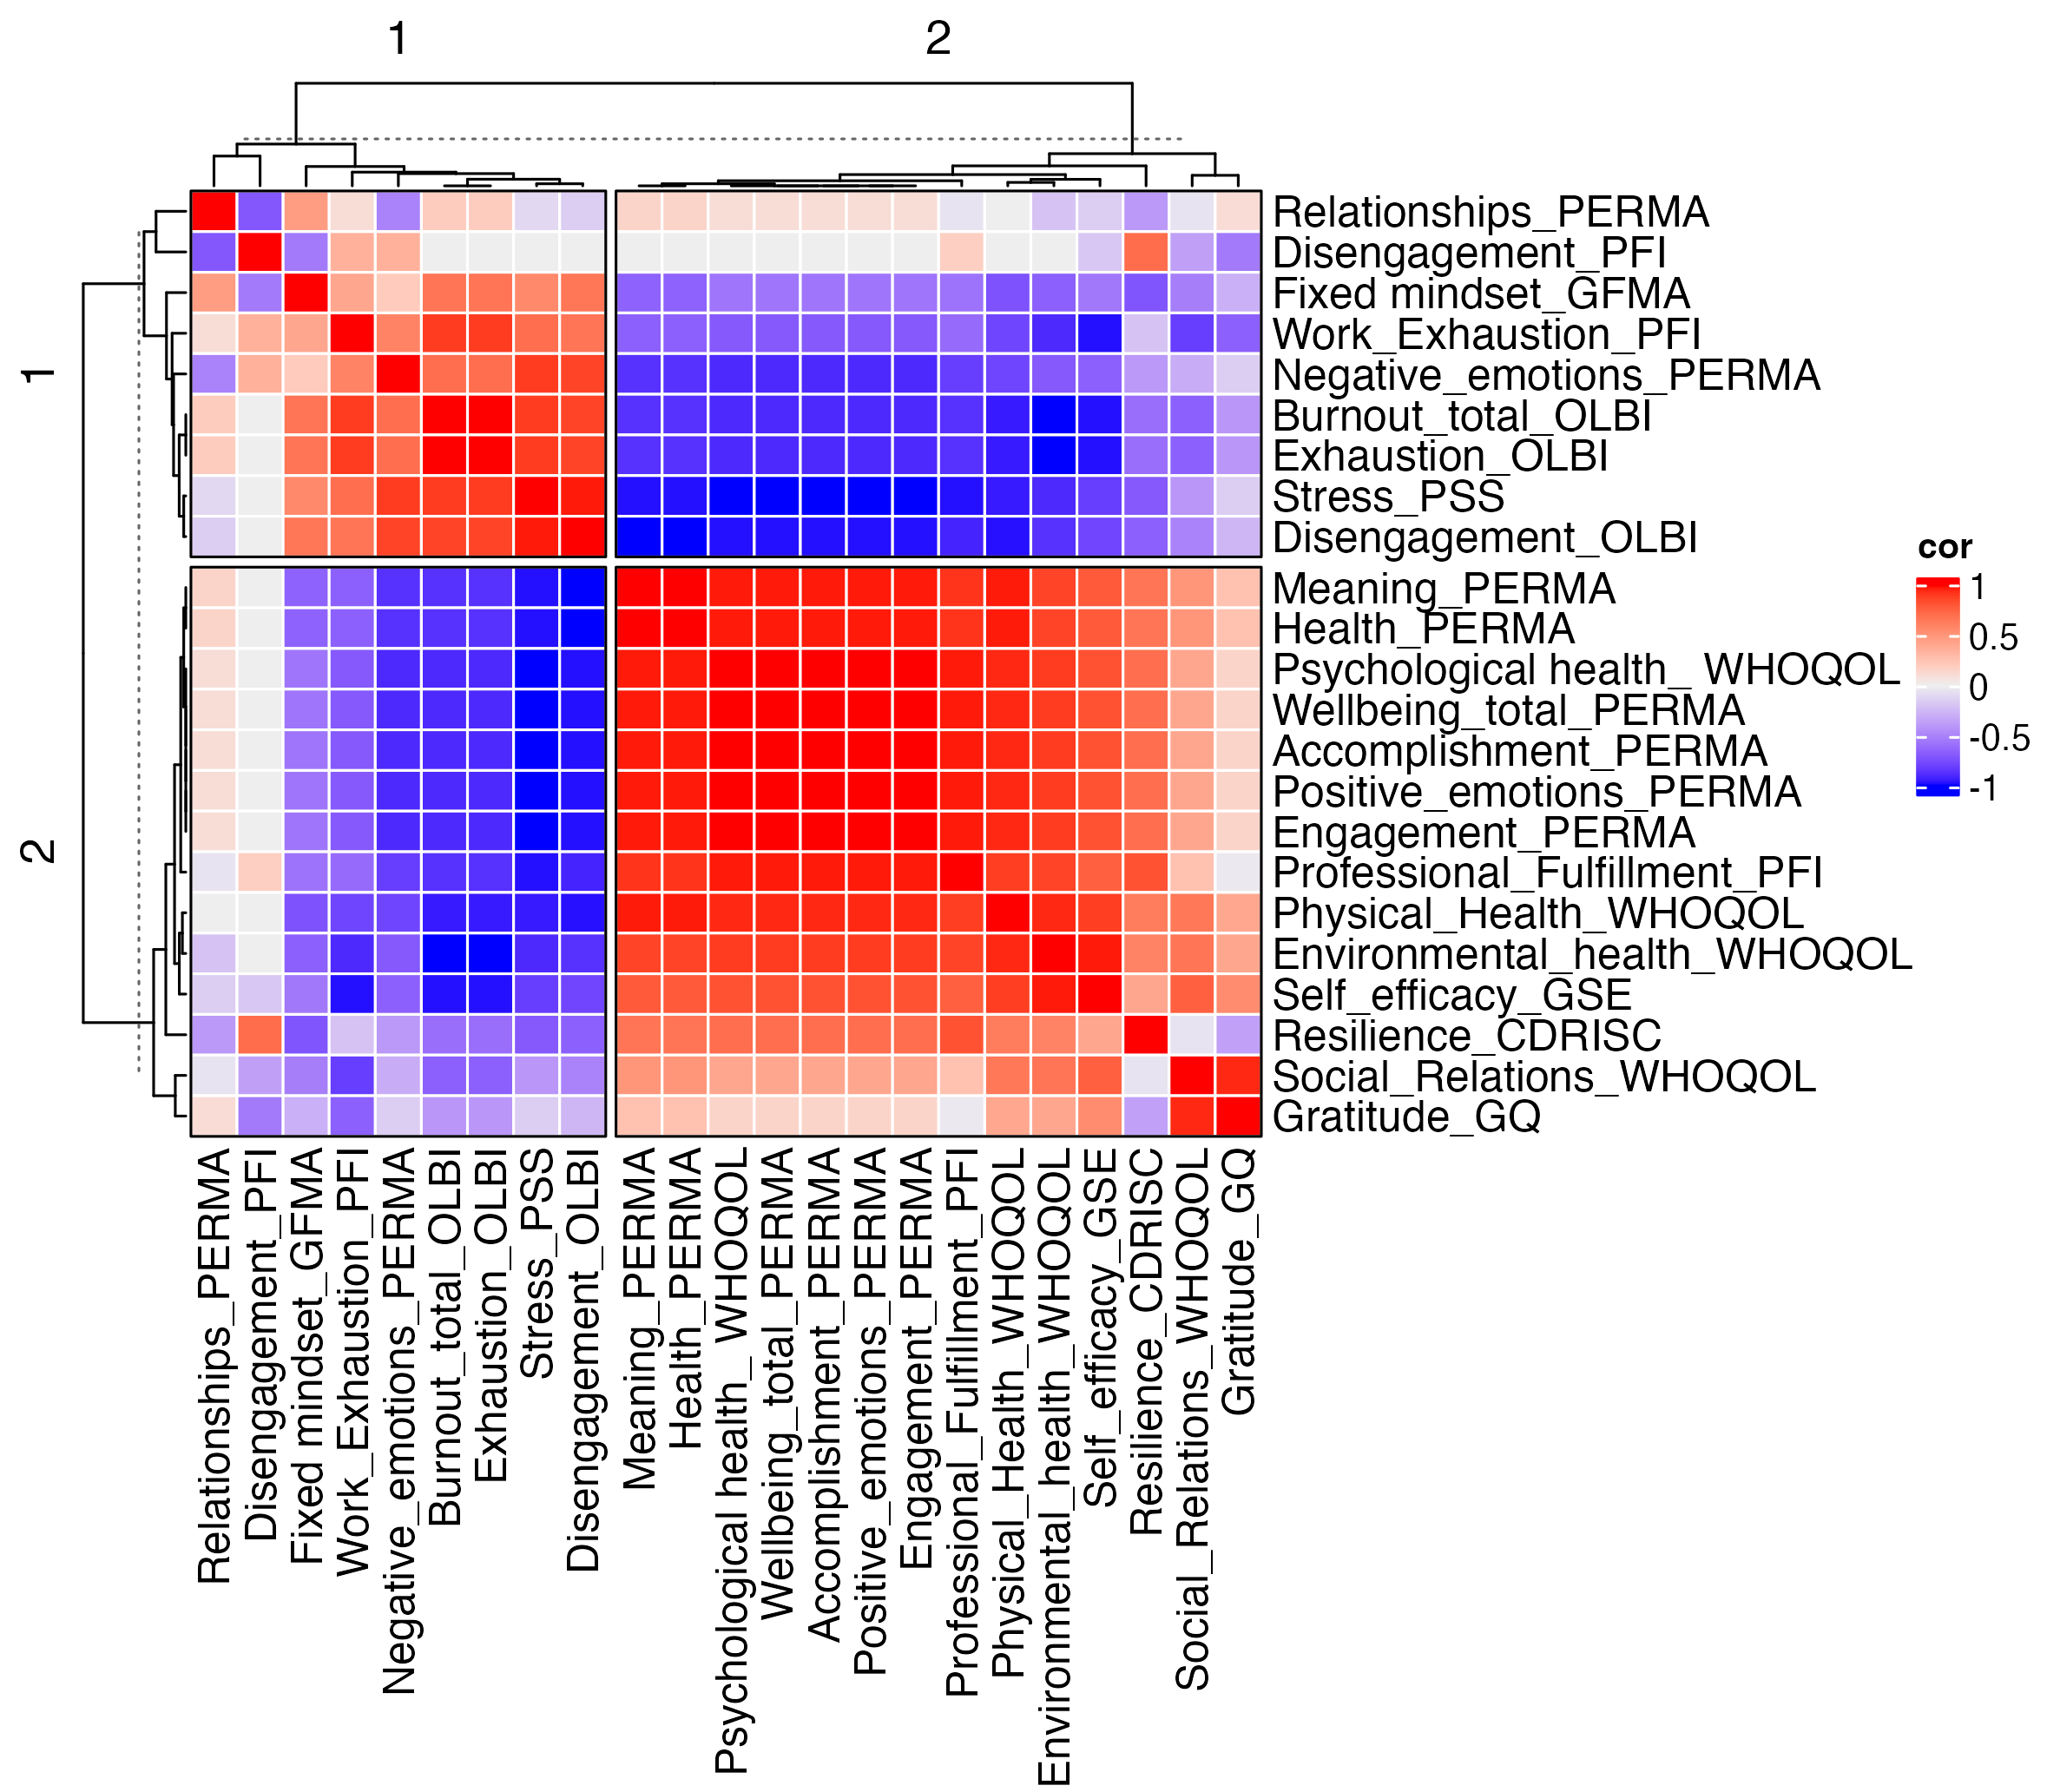 1
2
1
2
Relationships_PERMA
Disengagement_PFI
Fixed mindset_GFMA
Work_Exhaustion_PFI
Negative_emotions_PERMA
Burnout_total_OLBI
Exhaustion_OLBI
Stress_PSS
Disengagement_OLBI
Meaning_PERMA
Health_PERMA
Psychological health_ WHOQOL
Wellbeing_total_PERMA
Accomplishment_PERMA
Positive_emotions_PERMA
Engagement_PERMA
Professional_Fulfillment_PFI
Physical_Health_WHOQOL
Environmental_health_WHOQOL
Self_efficacy_GSE
Resilience_CDRISC
Social_Relations_WHOQOL
Gratitude_GQ
cor
1
0.5
0
-0.5
-1
Relationships_PERMA
Disengagement_PFI
Fixed mindset_GFMA
Work_Exhaustion_PFI
Negative_emotions_PERMA
Burnout_total_OLBI
Exhaustion_OLBI
Stress_PSS
Disengagement_OLBI
Meaning_PERMA
Health_PERMA
Psychological health_ WHOQOL
Wellbeing_total_PERMA
Accomplishment_PERMA
Positive_emotions_PERMA
Engagement_PERMA
Professional_Fulfillment_PFI
Physical_Health_WHOQOL
Environmental_health_WHOQOL
Self_efficacy_GSE
Resilience_CDRISC
Social_Relations_WHOQOL
Gratitude_GQ